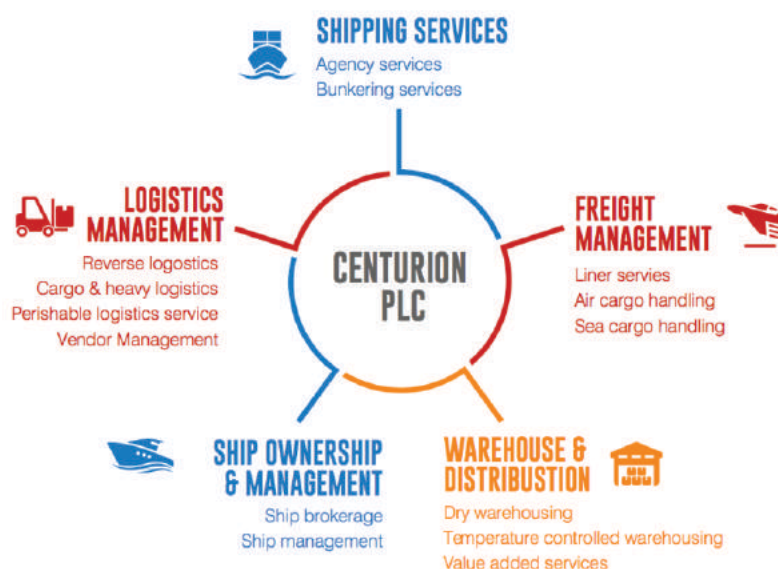 SHIPPING SERVICES
Agency services
Bunkering services
LOGISTICS
MANAGEMENT
Reverse logostics
Cargo & heavy logistics
Perishable logistics service
Vendor Management
FREIGHT
MANAGEMENT
Liner servies
Air cargo handling
Sea cargo handling
CENTURION
PLC
SHIP OWNERSHIP
& MANAGEMENT
Ship brokerage
Ship management
WAREHOUSE &
DISTRIBUSTION
Dry warehousing
Temperature controlled warehousing
Value added services